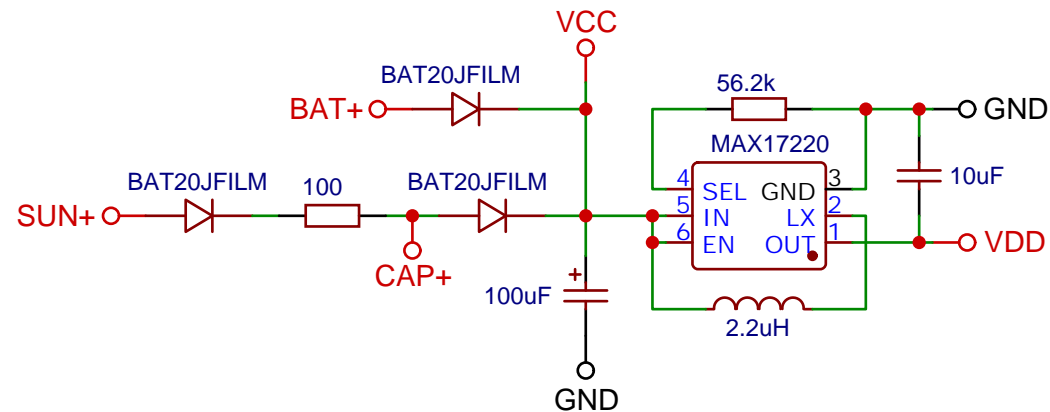 VCC
BAT20JFILM
56.2k
BAT+
GND
MAX17220
BAT20JFILM
100
BAT20JFILM
4
SEL
GND
3
10uF
SUN+
5
IN
LX
2
6
EN
OUT
1
VDD
CAP+
+
100uF
2.2uH
GND